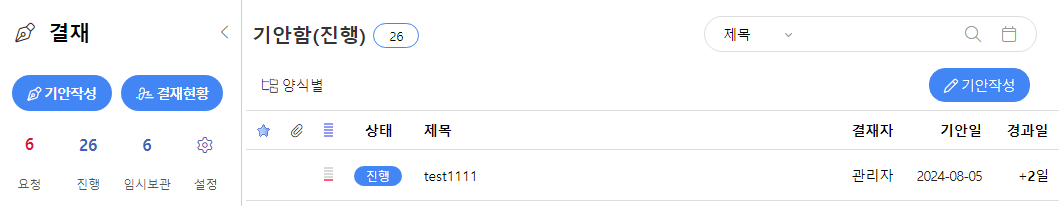 결재
기안작성 결재현황
6 26 6
요청 진행 임시보관 설정
기안함(진행) 26
제목
양식별
기안작성
상태 제목 결재자 기안일 경과일
진행 test1111 관리자 2024-08-05 +2일